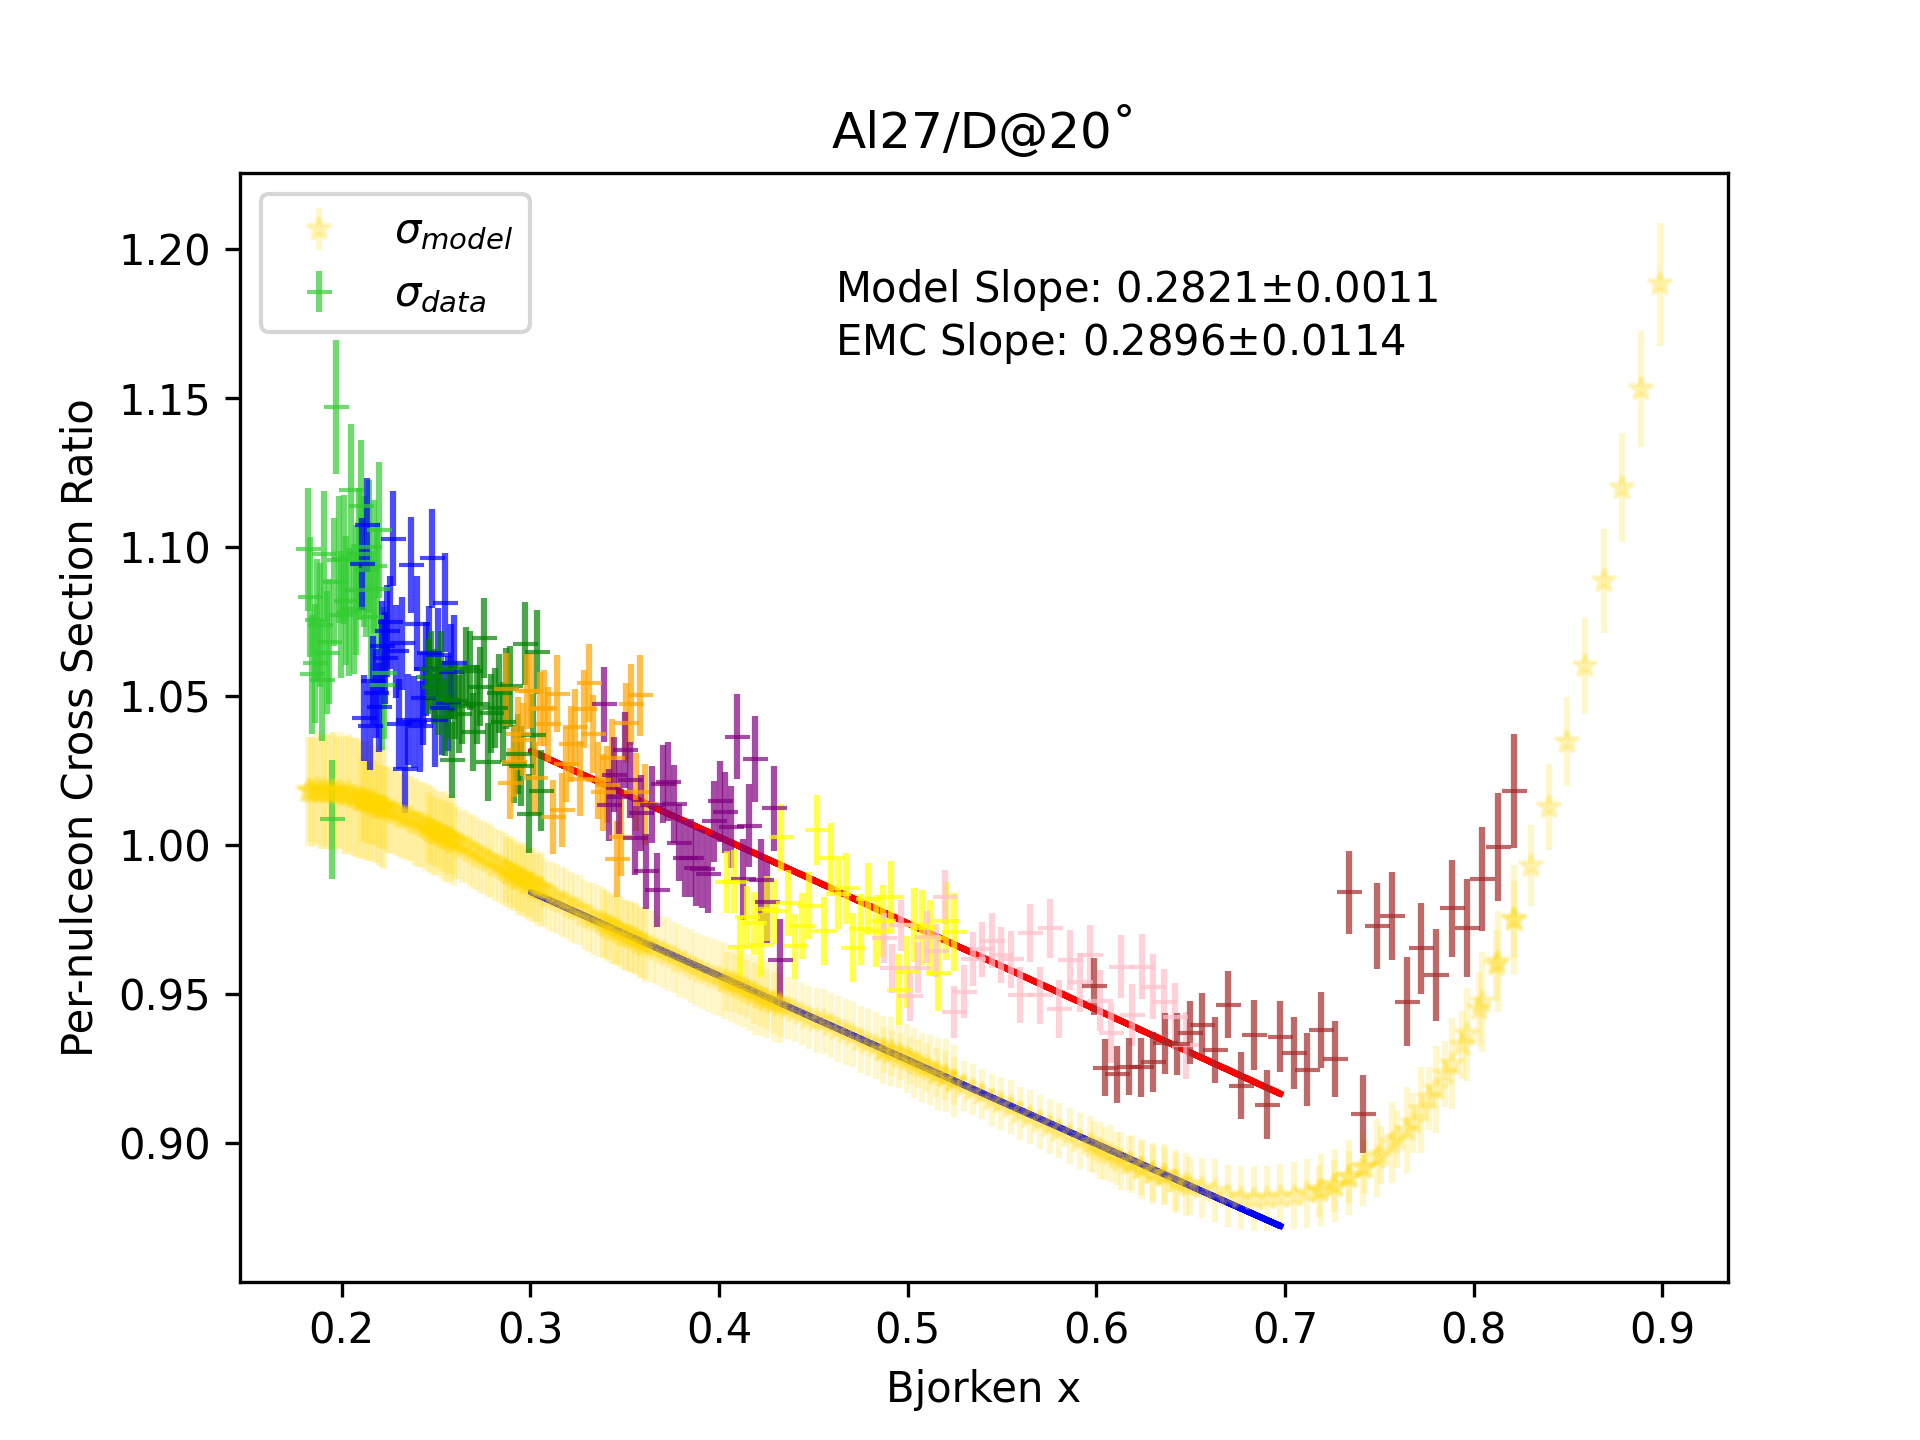 Al27/D@20˚
σmodel
σdata
Model Slope: 0.2821±0.0011
EMC Slope: 0.2896±0.0114
Per-nulceon Cross Section Ratio
1.20
1.15
1.10
1.05
1.00
0.95
0.90
0.2 0.3 0.4 0.5 0.6 0.7 0.8 0.9
Bjorken x